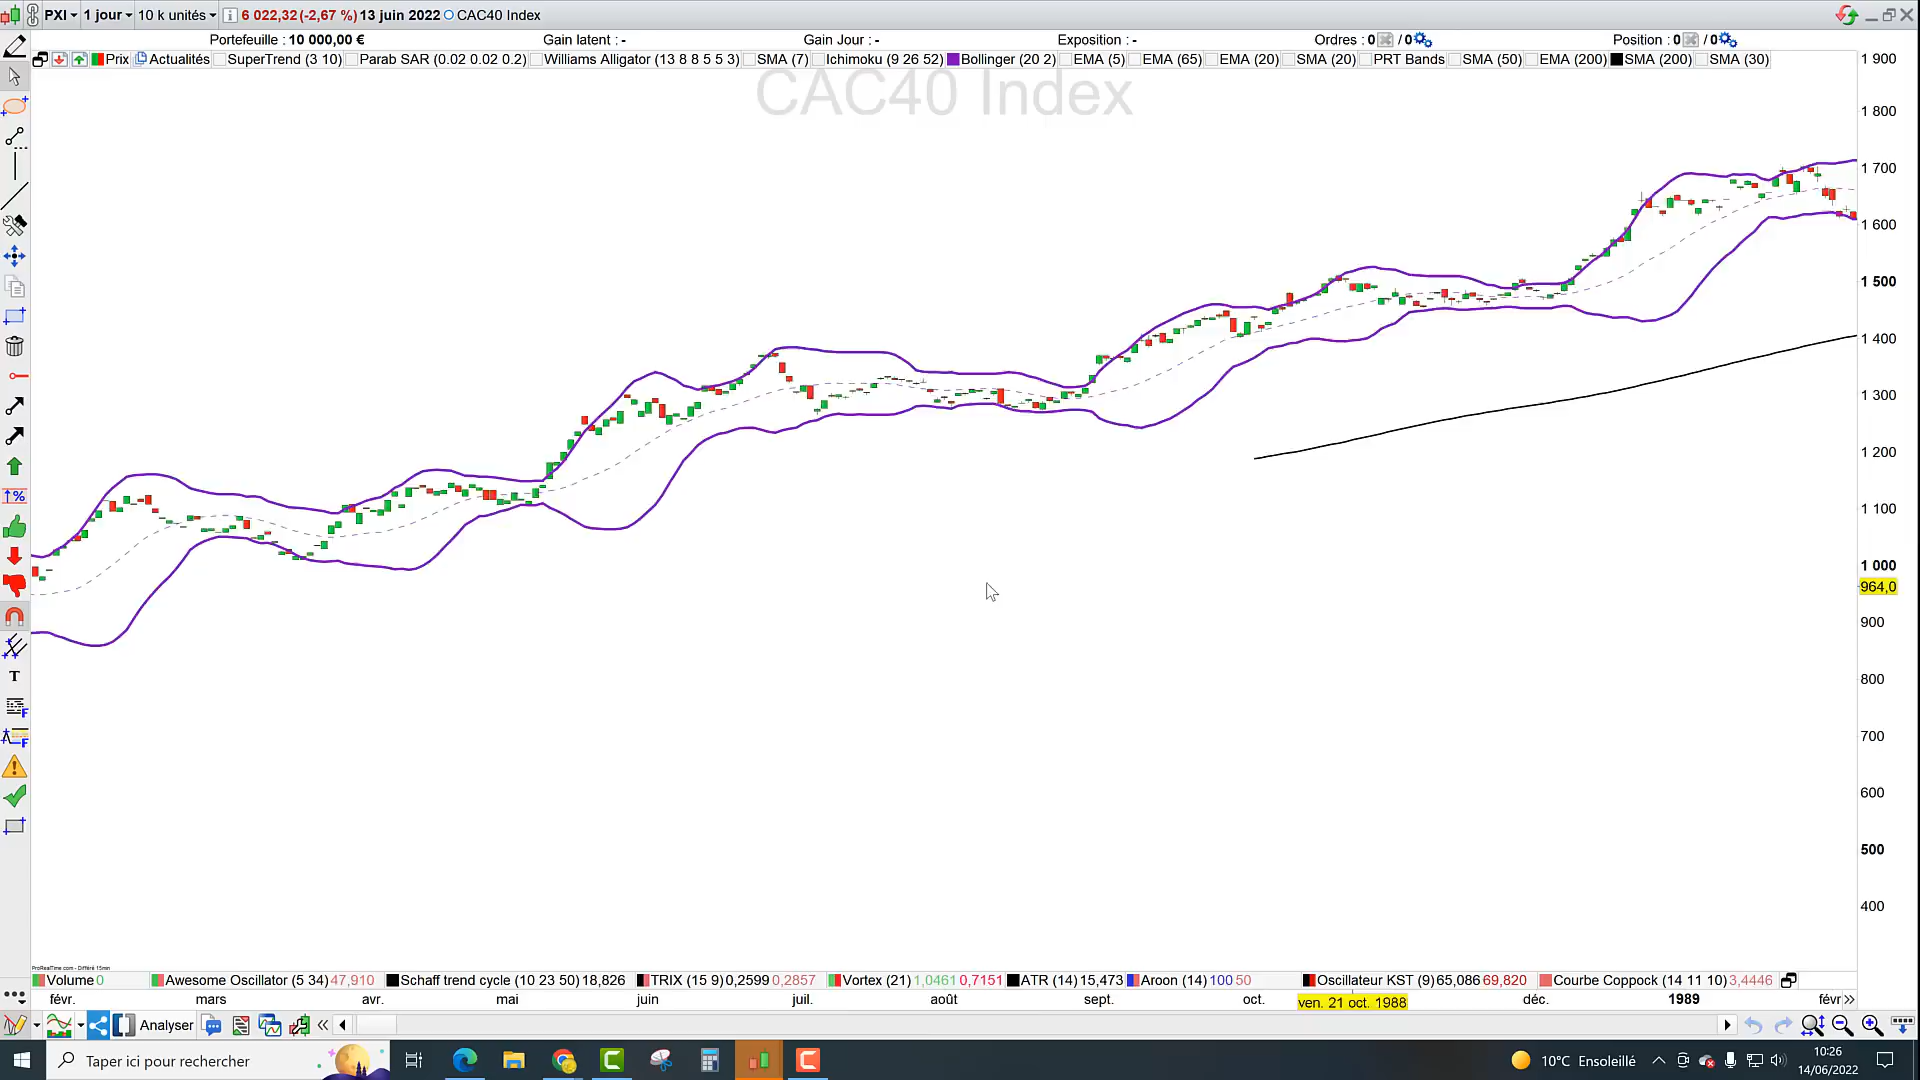 PXI 1 jour 10 k unités 6 022,32 (-2,67 %) 13 juin 2022 CAC40 Index
Portefeuille : 10 000,00 € Gain latent : - Gain Jour : - Exposition : - Ordres : 0 / 0 Position : 0 / 0
Prix Actualités SuperTrend (3 10) Parab SAR (0.02 0.02 0.2) Williams Alligator (13 8 8 5 5 3) SMA (7) Ichimoku (9 26 52) Bollinger (20 2) EMA (5) EMA (65) EMA (20) SMA (20) PRT Bands SMA (50) EMA (200) SMA (200) SMA (30)
CAC40 Index
1 900
1 800
1 700
1 600
1 500
1 400
1 300
1 200
1 100
1 000
964,0
900
800
700
600
500
400
T
ProRealTime.com - Différé 15mn
Volume 0 Awesome Oscillator (5 34) 47,910 Schaff trend cycle (10 23 50) 18,826 TRIX (15 9) 0,2599 0,2857 Vortex (21) 1,0461 0,7151 ATR (14) 15,473 Aroon (14) 100 50 Oscillateur KST (9) 65,086 69,820 Courbe Coppock (14 11 10) 3,4446
févr. mars avr. mai juin juil. août sept. oct. ven. 21 oct. 1988 déc. 1989 févr
Analyser
Taper ici pour rechercher
10°C Ensoleillé
10:26
14/06/2022